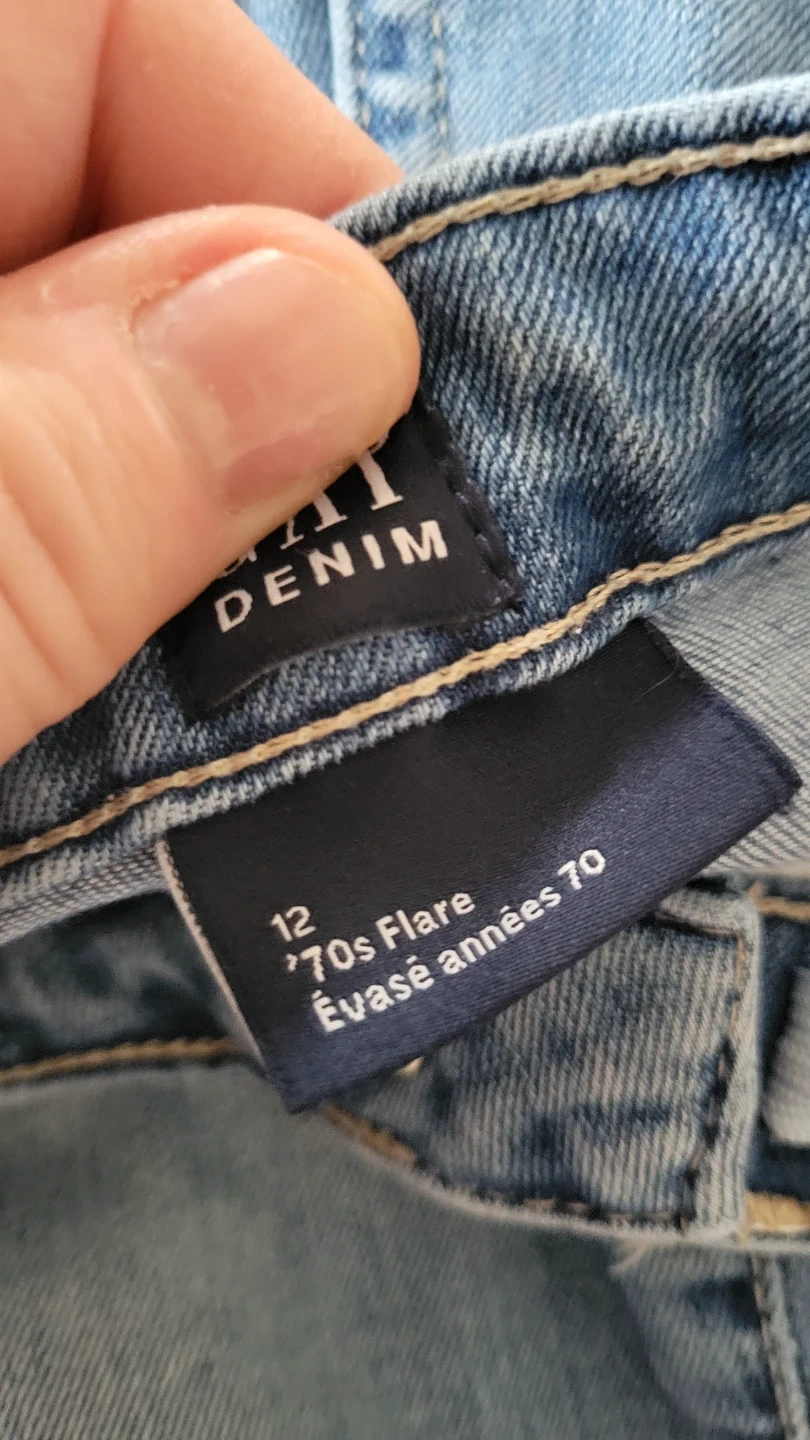 DENIM
12
'70s Flare
Évasé années 70